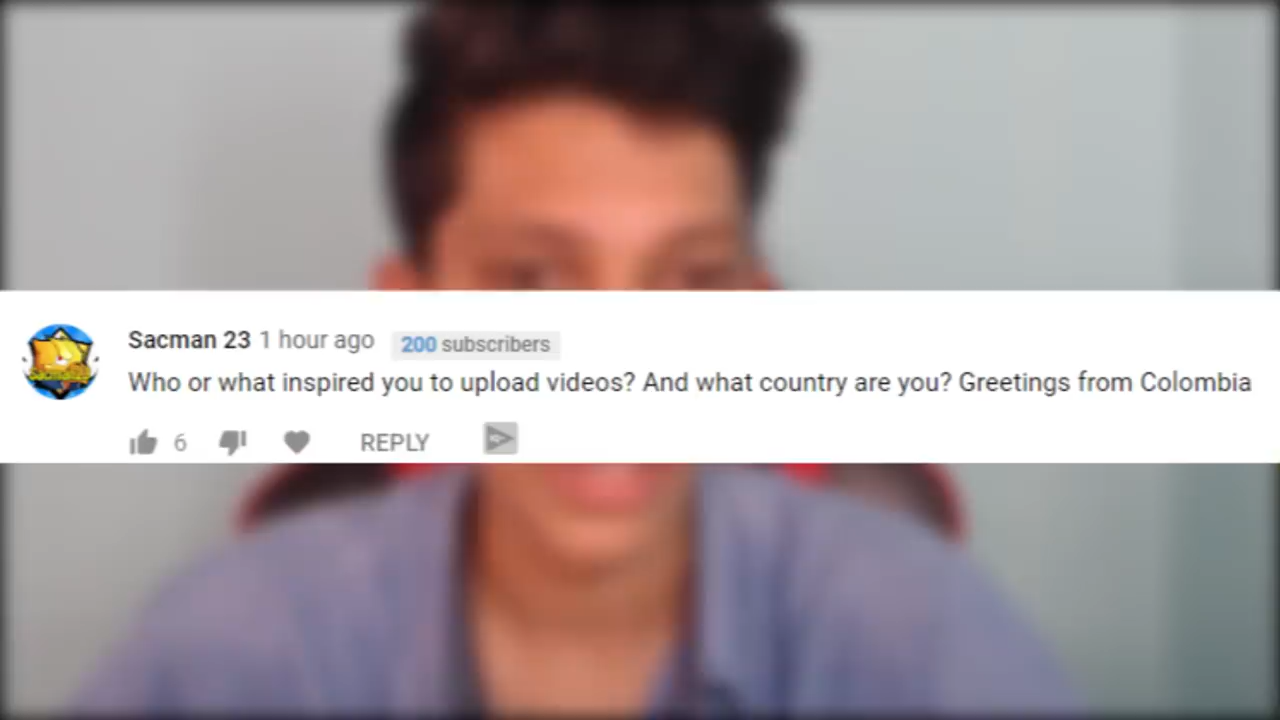 Sacman 23 1 hour ago 200 subscribers
Who or what inspired you to upload videos? And what country are you? Greetings from Colombia
6 REPLY